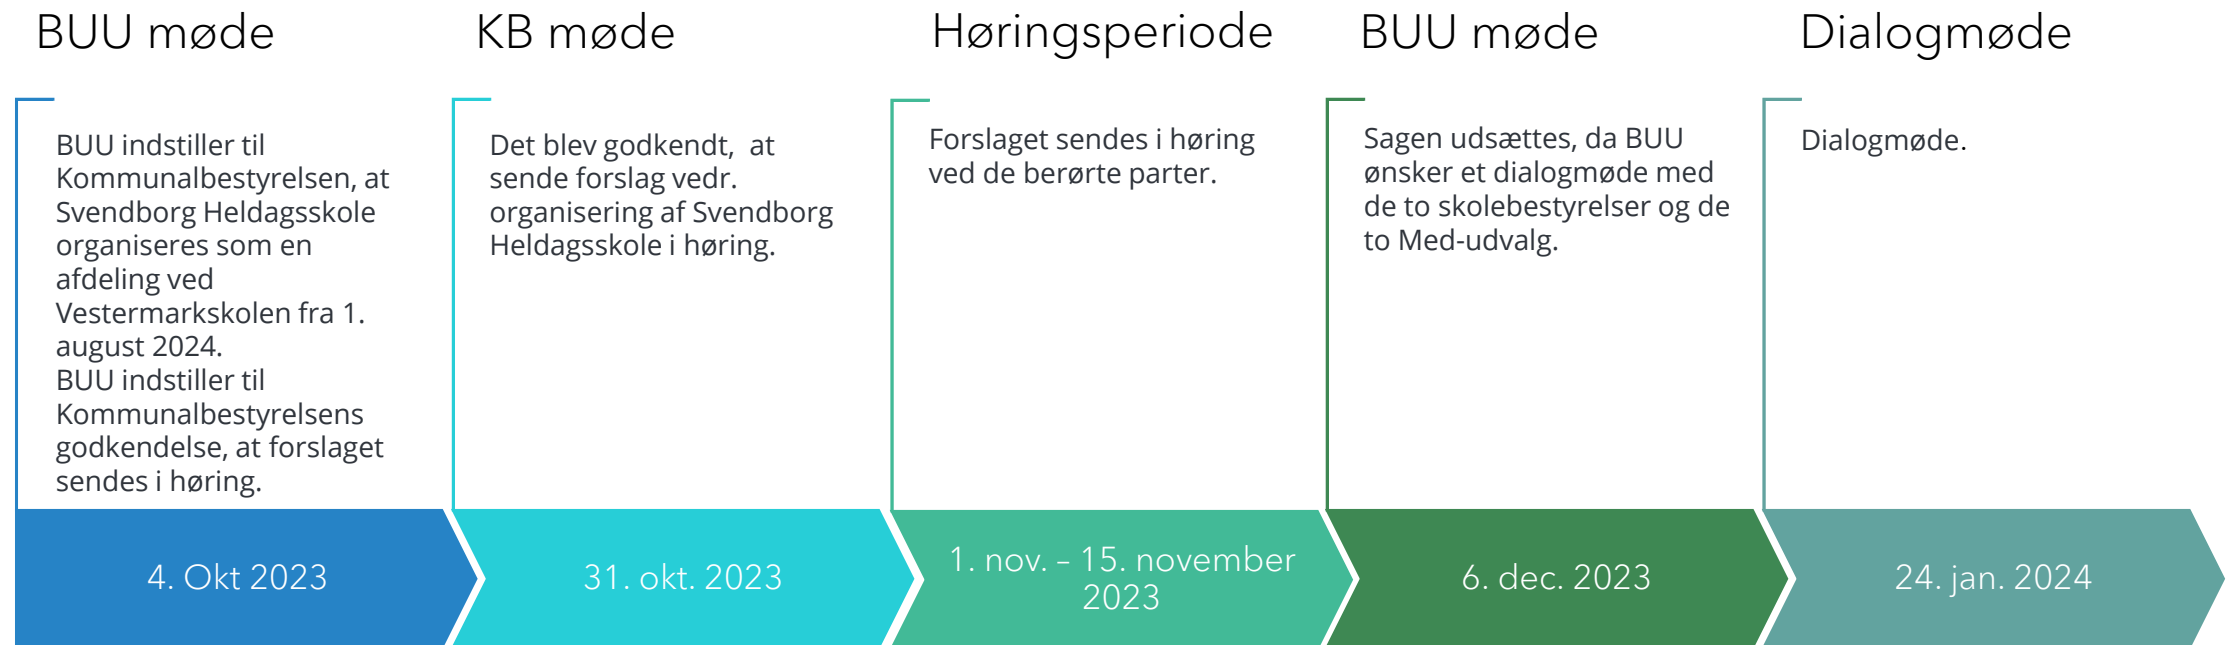 BUU møde
BUU indstiller til
Kommunalbestyrelsen, at
Svendborg Heldagsskole
organiseres som en
afdeling ved
Vestermarkskolen fra 1.
august 2024.
BUU indstiller til
Kommunalbestyrelsens
godkendelse, at forslaget
sendes i høring.
4. Okt 2023
KB møde
Det blev godkendt,  at
sende forslag vedr.
organisering af Svendborg
Heldagsskole i høring.
31. okt. 2023
Høringsperiode
Forslaget sendes i høring
ved de berørte parter.
1. nov. – 15. november
2023
BUU møde
Sagen udsættes, da BUU
ønsker et dialogmøde med
de to skolebestyrelser og de
to Med-udvalg.
6. dec. 2023
Dialogmøde
Dialogmøde.
24. jan. 2024